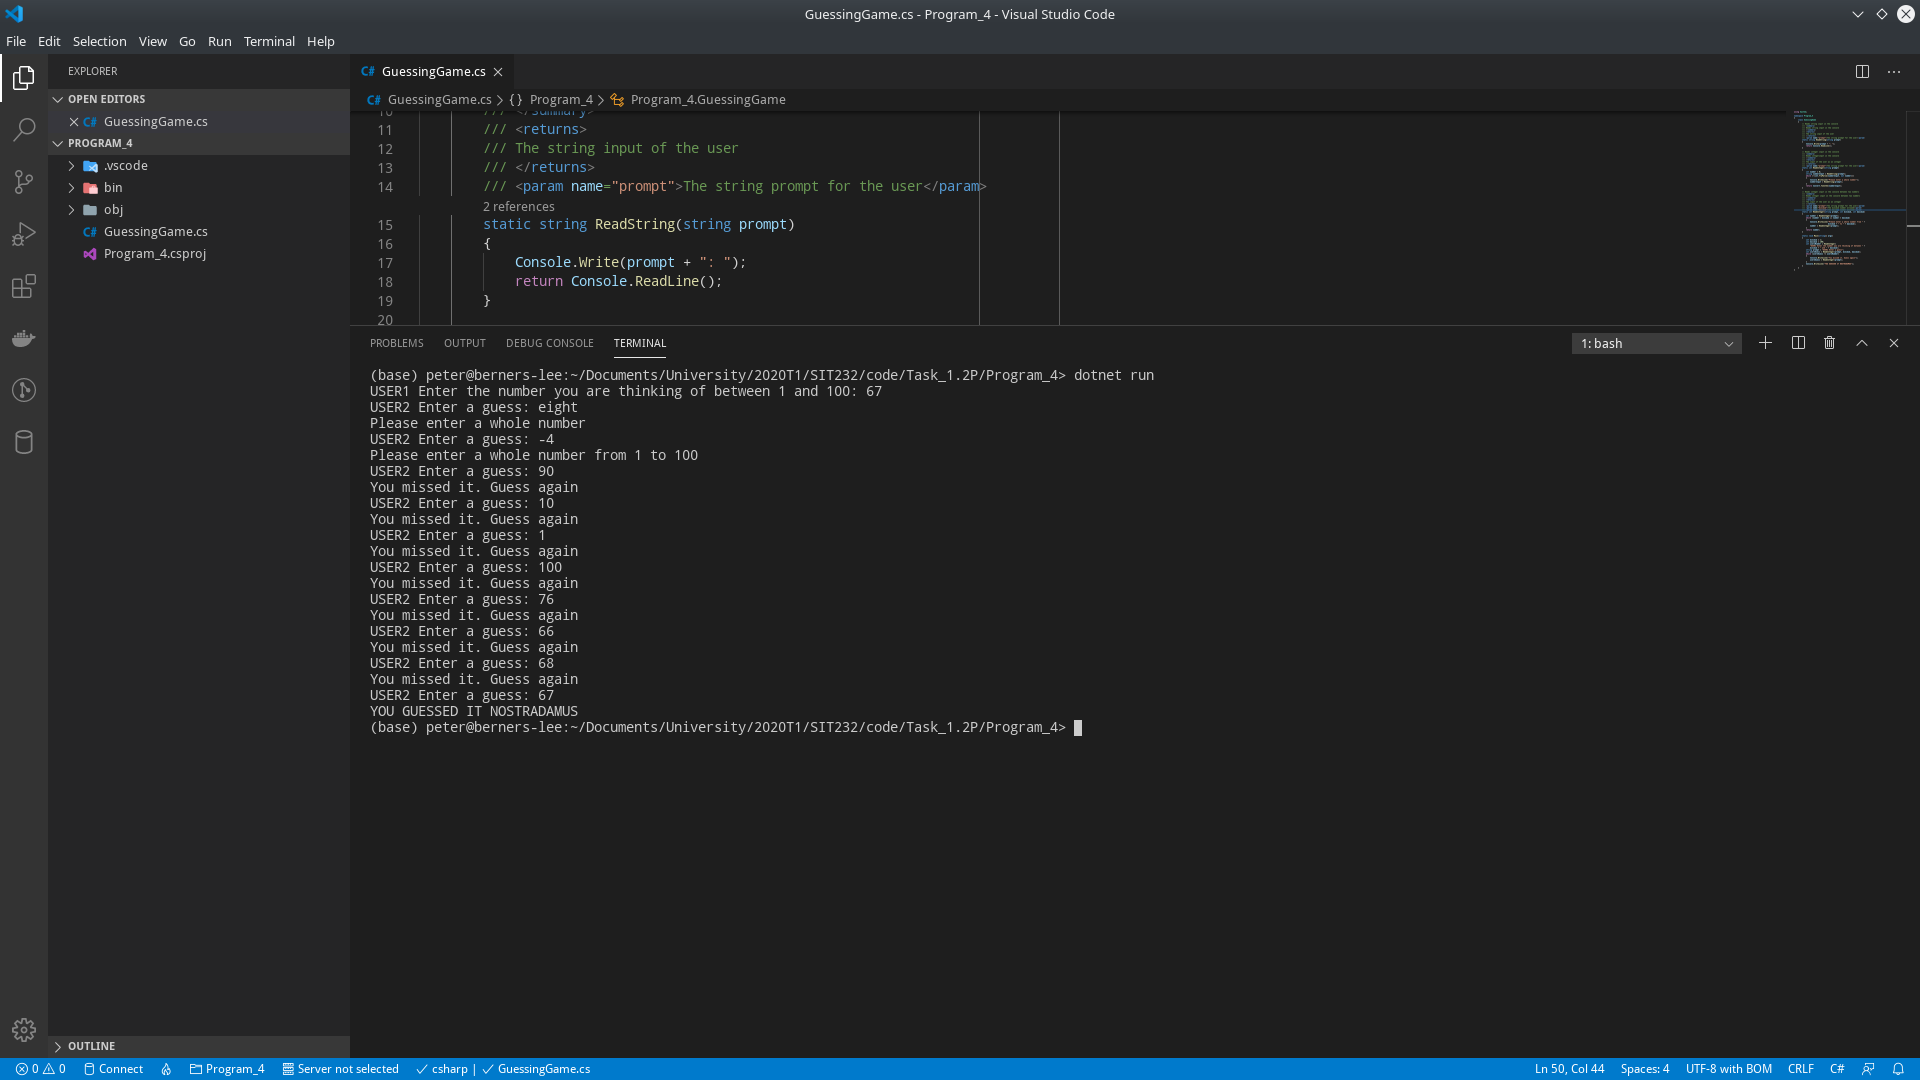 GuessingGame.cs - Program_4 - Visual Studio Code
File Edit Selection View Go Run Terminal Help
EXPLORER
OPEN EDITORS
GuessingGame.cs
PROGRAM_4
.vscode
bin
obj
GuessingGame.cs
Program_4.csproj
OUTLINE
GuessingGame.cs
GuessingGame.cs > {} Program_4 > Program_4.GuessingGame
10 /// </summary>
11 /// <returns>
12 /// The string input of the user
13 /// </returns>
14 /// <param name="prompt">The string prompt for the user</param>
2 references
15 static string ReadString(string prompt)
16 {
17 Console.Write(prompt + ": ");
18 return Console.ReadLine();
19 }
20
PROBLEMS OUTPUT DEBUG CONSOLE TERMINAL 1: bash
(base) peter@berners-lee:~/Documents/University/2020T1/SIT232/code/Task_1.2P/Program_4> dotnet run
USER1 Enter the number you are thinking of between 1 and 100: 67
USER2 Enter a guess: eight
Please enter a whole number
USER2 Enter a guess: -4
Please enter a whole number from 1 to 100
USER2 Enter a guess: 90
You missed it. Guess again
USER2 Enter a guess: 10
You missed it. Guess again
USER2 Enter a guess: 1
You missed it. Guess again
USER2 Enter a guess: 100
You missed it. Guess again
USER2 Enter a guess: 76
You missed it. Guess again
USER2 Enter a guess: 66
You missed it. Guess again
USER2 Enter a guess: 68
You missed it. Guess again
USER2 Enter a guess: 67
YOU GUESSED IT NOSTRADAMUS
(base) peter@berners-lee:~/Documents/University/2020T1/SIT232/code/Task_1.2P/Program_4>
0 0 Connect Program_4 Server not selected csharp | GuessingGame.cs Ln 50, Col 44 Spaces: 4 UTF-8 with BOM CRLF C#